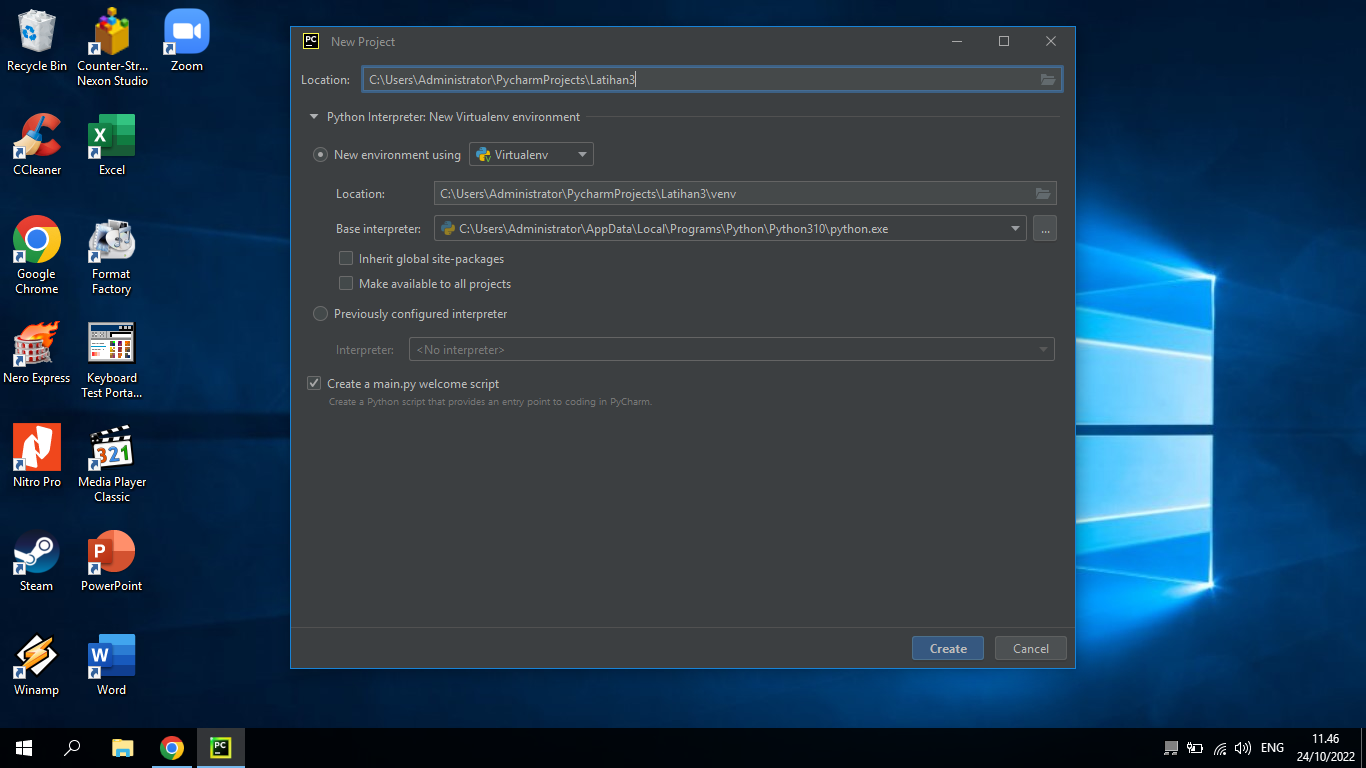 Recycle Bin
Counter-Str...
Nexon Studio
Zoom
CCleaner
Excel
Google
Chrome
Format
Factory
Nero Express
Keyboard
Test Porta...
Nitro Pro
321
Media Player
Classic
Steam
PowerPoint
Winamp
Word
PC New Project
Location: C:\Users\Administrator\PycharmProjects\Latihan3
Python Interpreter: New Virtualenv environment
New environment using Virtualenv
Location: C:\Users\Administrator\PycharmProjects\Latihan3\venv
Base interpreter: C:\Users\Administrator\AppData\Local\Programs\Python\Python310\python.exe ...
Inherit global site-packages
Make available to all projects
Previously configured interpreter
Interpreter: <No interpreter>
Create a main.py welcome script
Create a Python script that provides an entry point to coding in PyCharm.
Create Cancel
PC
ENG
11.46
24/10/2022